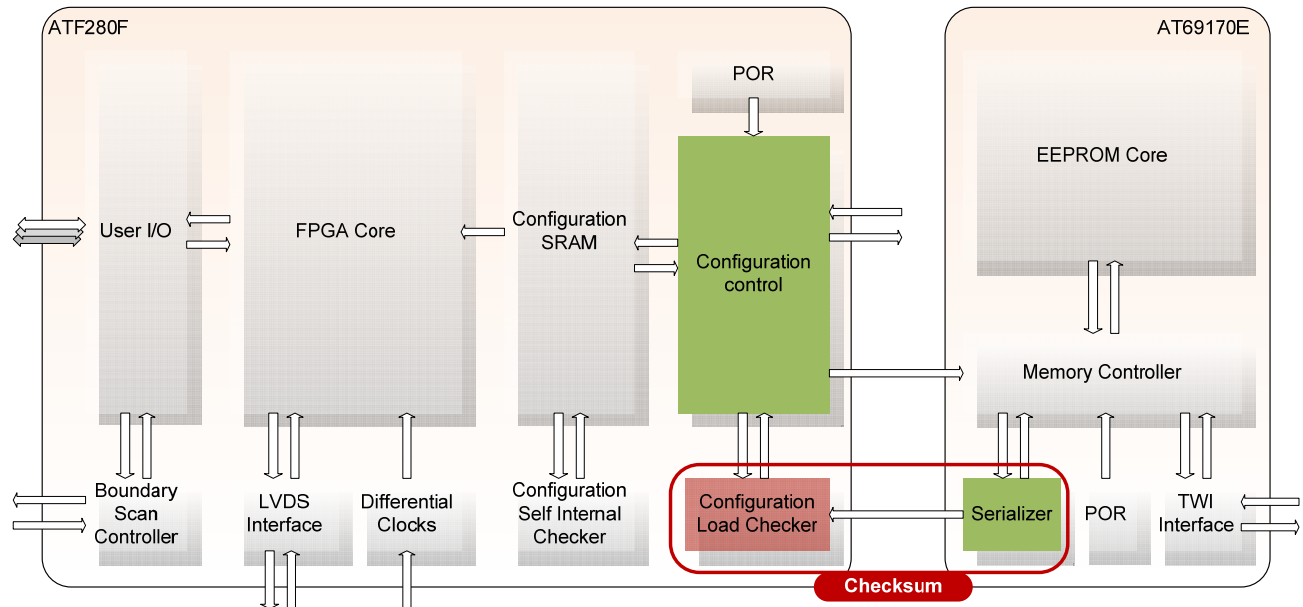 ATF280F
AT69170E
POR
EEPROM Core
User I/O
FPGA Core
Configuration
SRAM
Configuration
control
Memory Controller
Boundary
Scan
Controller
LVDS
Interface
Differential
Clocks
Configuration
Self Internal
Checker
Configuration
Load Checker
Serializer
POR
TWI
Interface
Checksum